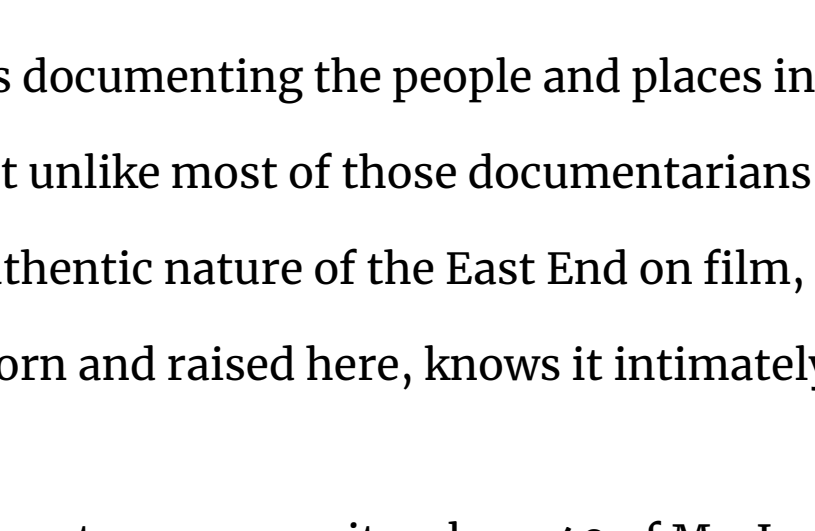 s documenting the people and places in
t unlike most of those documentarians
thentic nature of the East End on film,
orn and raised here, knows it intimately